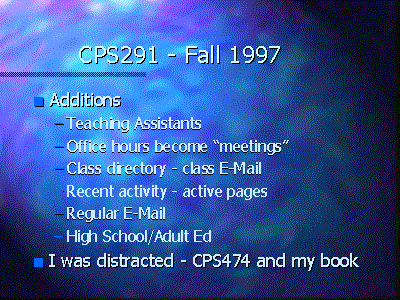 CPS291 - Fall 1997
Additions
– Teaching Assistants
– Office hours become “meetings”
– Class directory - class E-Mail
Recent activity - active pages
– Regular E-Mail
– High School/Adult Ed
I was distracted - CPS474 and my book